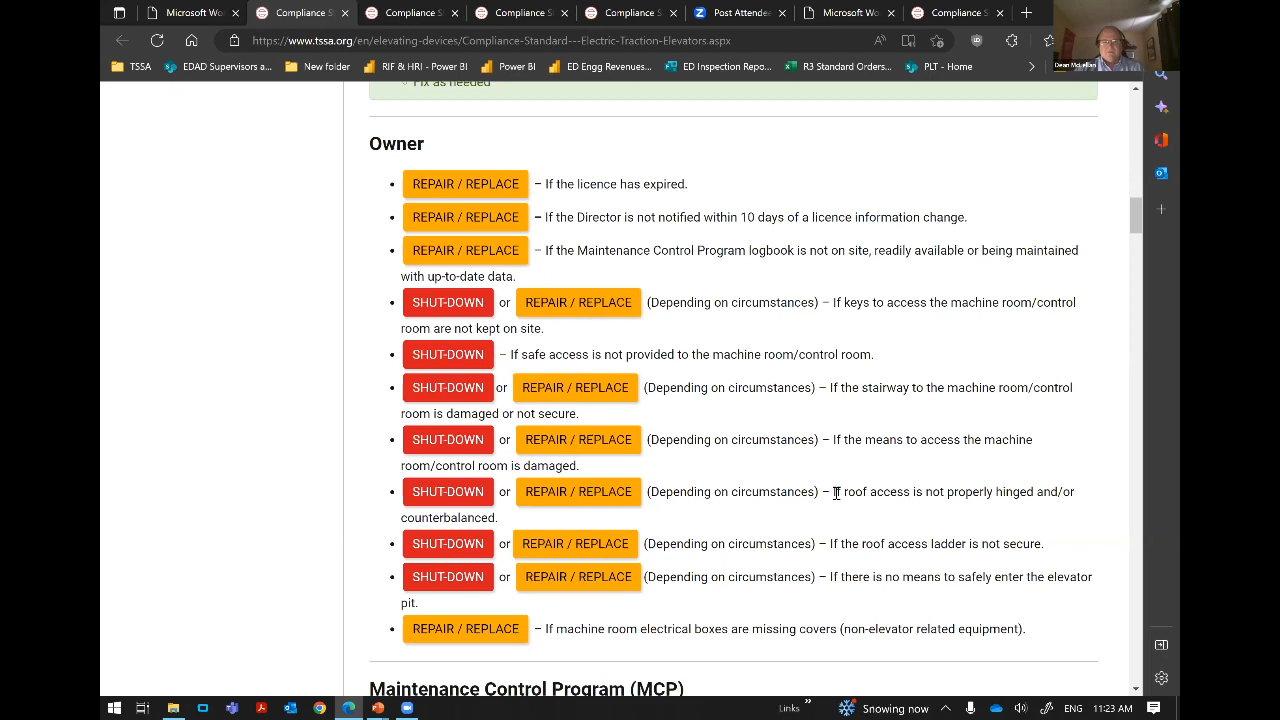 Microsoft Wo
Compliance S
Compliance S
Compliance S
Compliance S
Post Attende
Microsoft Wo
Compliance S
https://www.tssa.org/en/elevating-devices/Compliance-Standard---Electric-Traction-Elevators.aspx
TSSA
EDAD Supervisors a
New folder
RIF & HRI - Power BI
Power BI
ED Engg Revenues...
ED Inspection Repo...
R3 Standard Orders...
PLT - Home
Dean McLellan
Fix as needed
Owner
REPAIR / REPLACE – If the licence has expired.
REPAIR / REPLACE – If the Director is not notified within 10 days of a licence information change.
REPAIR / REPLACE – If the Maintenance Control Program logbook is not on site, readily available or being maintained
with up-to-date data.
SHUT-DOWN or REPAIR / REPLACE (Depending on circumstances) – If keys to access the machine room/control
room are not kept on site.
SHUT-DOWN – If safe access is not provided to the machine room/control room.
SHUT-DOWN or REPAIR / REPLACE (Depending on circumstances) – If the stairway to the machine room/control
room is damaged or not secure.
SHUT-DOWN or REPAIR / REPLACE (Depending on circumstances) – If the means to access the machine
room/control room is damaged.
SHUT-DOWN or REPAIR / REPLACE (Depending on circumstances) – If roof access is not properly hinged and/or
counterbalanced.
SHUT-DOWN or REPAIR / REPLACE (Depending on circumstances) – If the roof access ladder is not secure.
SHUT-DOWN or REPAIR / REPLACE (Depending on circumstances) – If there is no means to safely enter the elevator
pit.
REPAIR / REPLACE – If machine room electrical boxes are missing covers (non-elevator related equipment).
Maintenance Control Program (MCP)
Links
Snowing now
ENG
11:23 AM